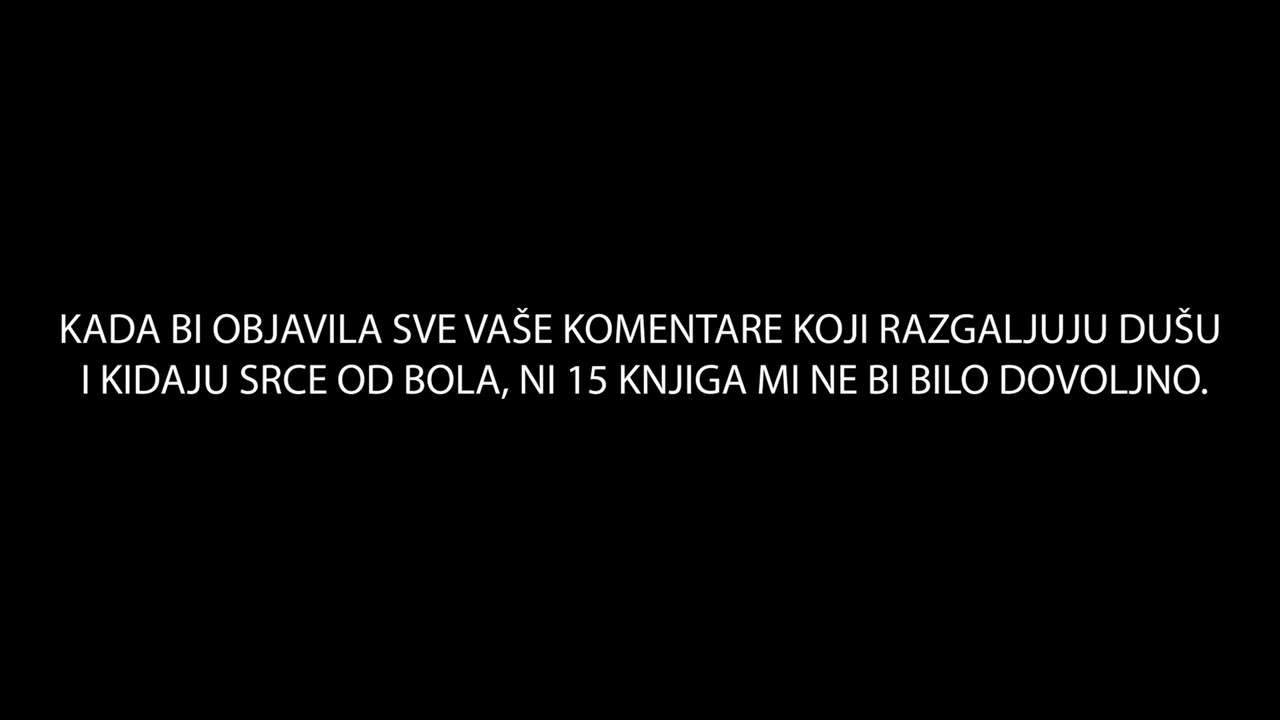 KADA BI OBJAVILA SVE VAŠE KOMENTARE KOJI RAZGALJUJU DUŠU
I KIDAJU SRCE OD BOLA, NI 15 KNJIGA MI NE BI BILO DOVOLJNO.